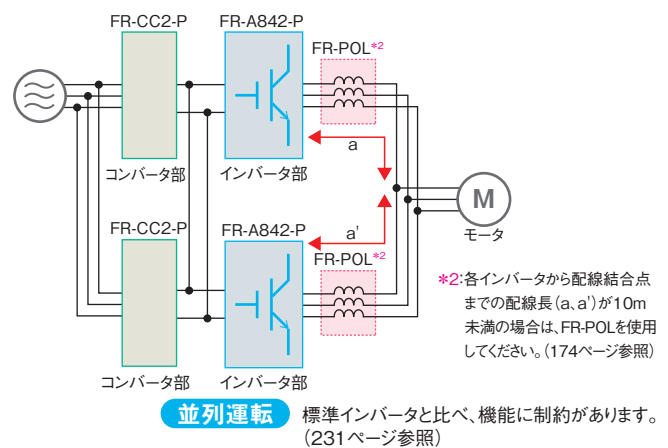 FR-CC2-P
FR-A842-P
FR-POL*2
コンバータ部
インバータ部
a
M
モータ
FR-CC2-P
FR-A842-P
a'
FR-POL*2
コンバータ部
インバータ部
*2:各インバータから配線結合点
までの配線長(a、a')が10m
未満の場合は、FR-POLを使用
してください。(174ページ参照)
並列運転
標準インバータと比べ、機能に制約があります。
(231ページ参照)